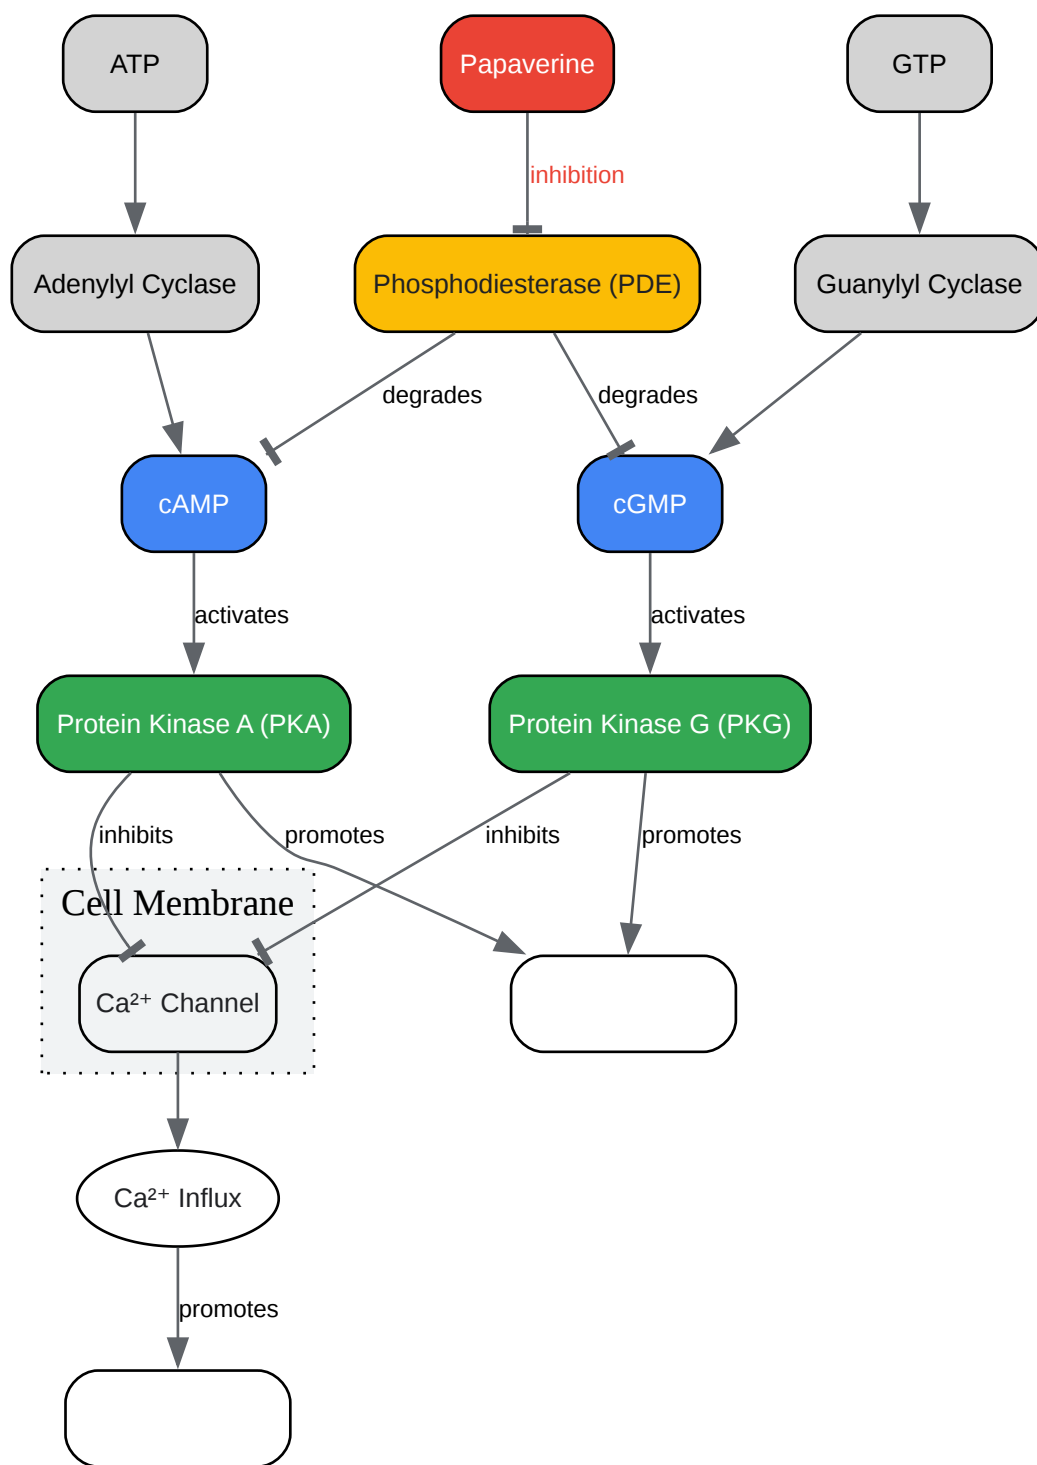 ATP
Papaverine
GTP
inhibition
Adenylyl Cyclase
Phosphodiesterase (PDE)
Guanylyl Cyclase
degrades
degrades
cAMP
cGMP
activates
activates
Protein Kinase A (PKA)
Protein Kinase G (PKG)
inhibits
promotes
inhibits
promotes
Cell Membrane
Ca²⁺ Channel
Ca²⁺ Influx
promotes